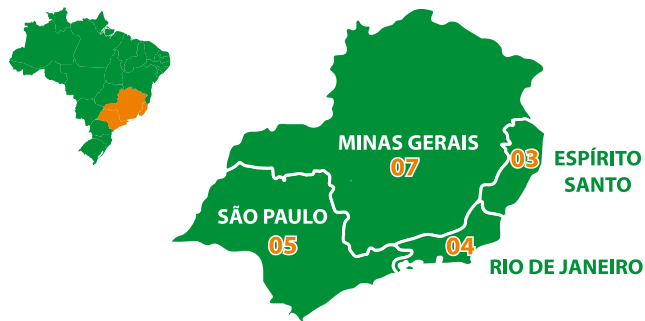 MINAS GERAIS
07
03
ESPÍRITO
SANTO
SÃO PAULO
05
04
RIO DE JANEIRO